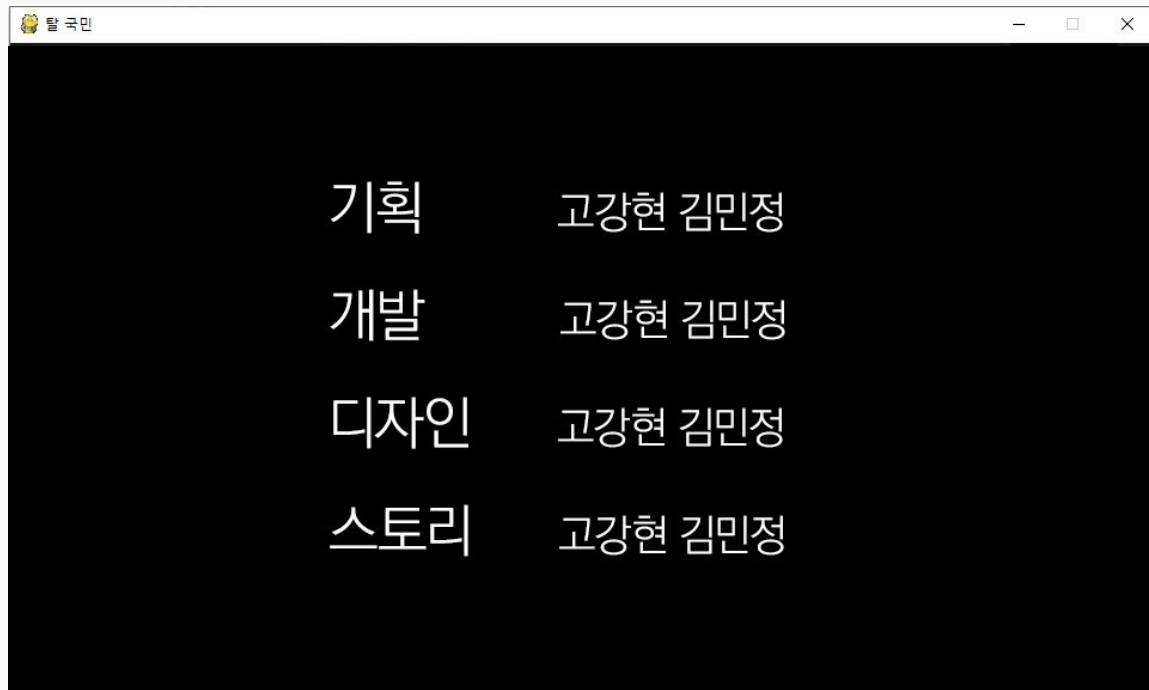 탈 국민
기획 고강현 김민정
개발 고강현 김민정
디자인 고강현 김민정
스토리 고강현 김민정